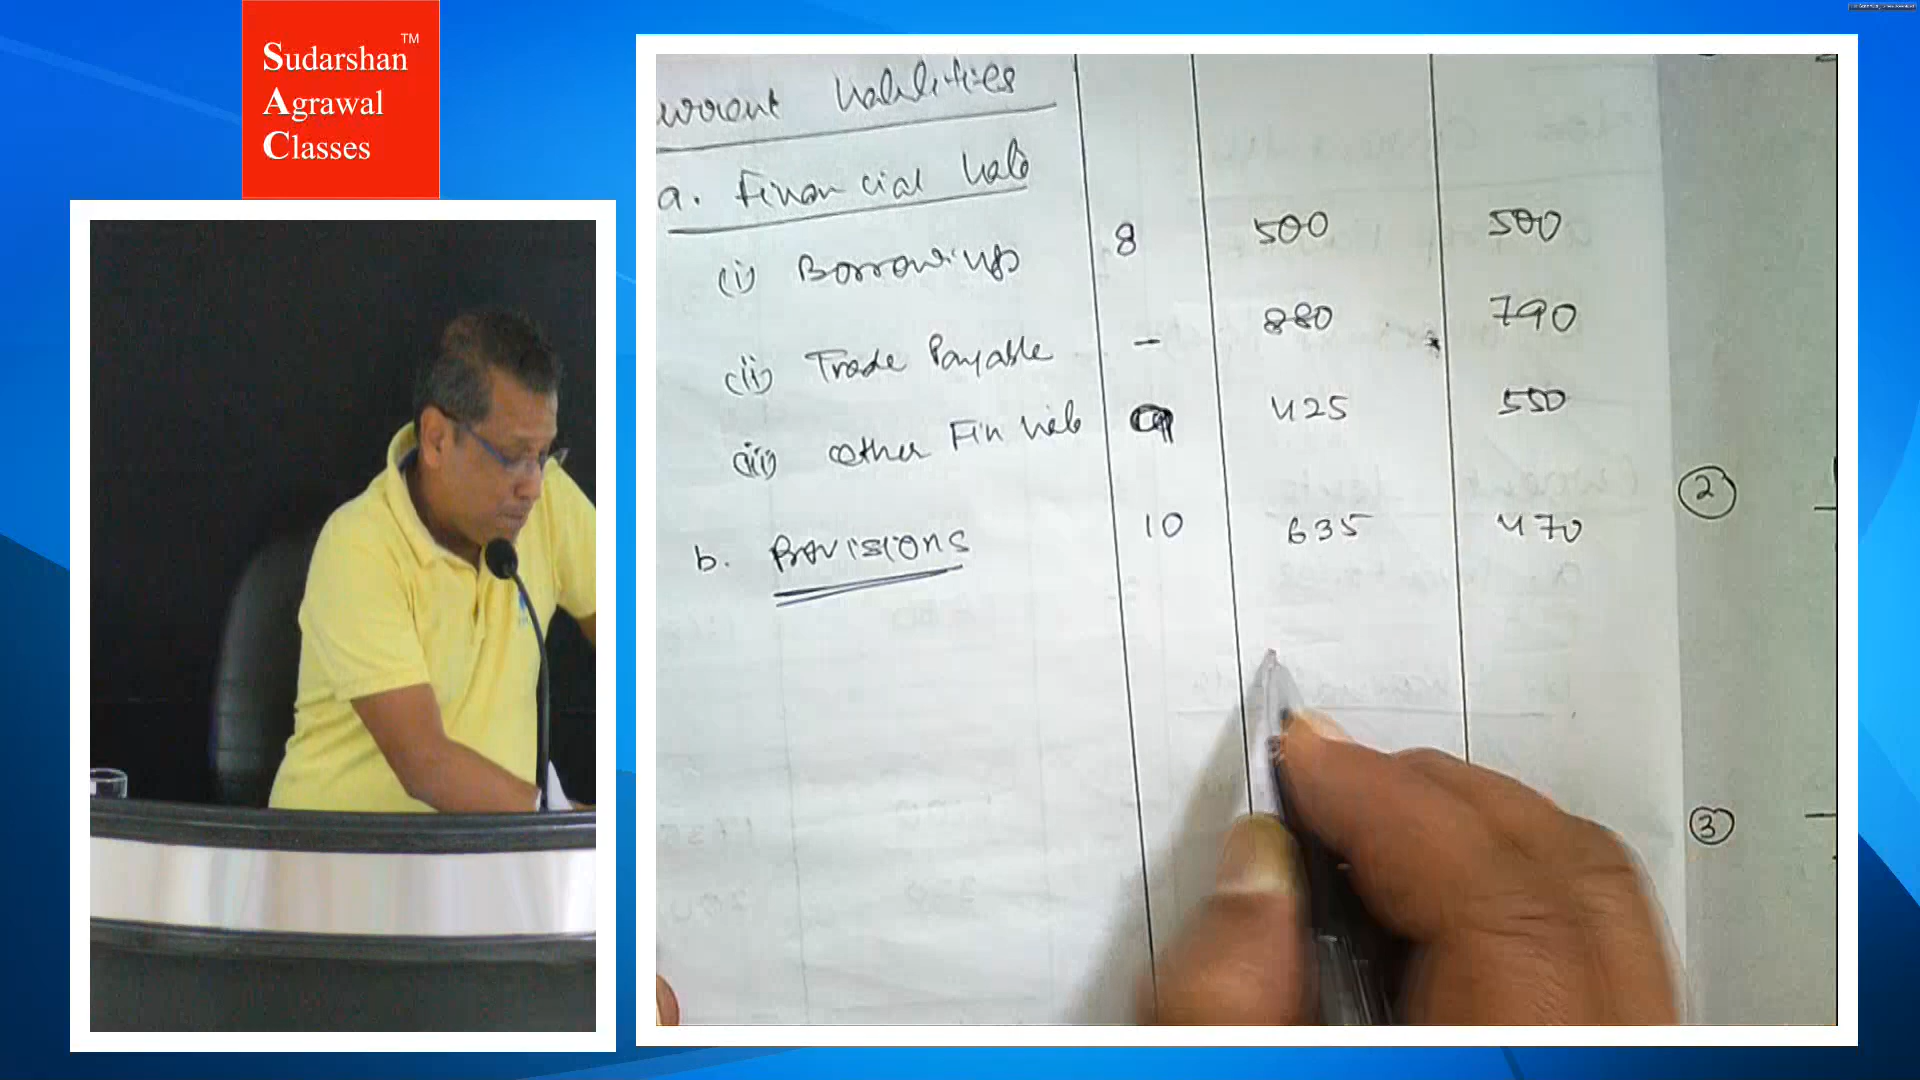 Sudarshan™
Agrawal
Classes
urrent liabilities
a. Financial liab
(i) Borrowings 8 500 500
(ii) Trade Payable – 880 790
(iii) Other Fin liab 9 425 550
b. Provisions 10 635 470
2
3